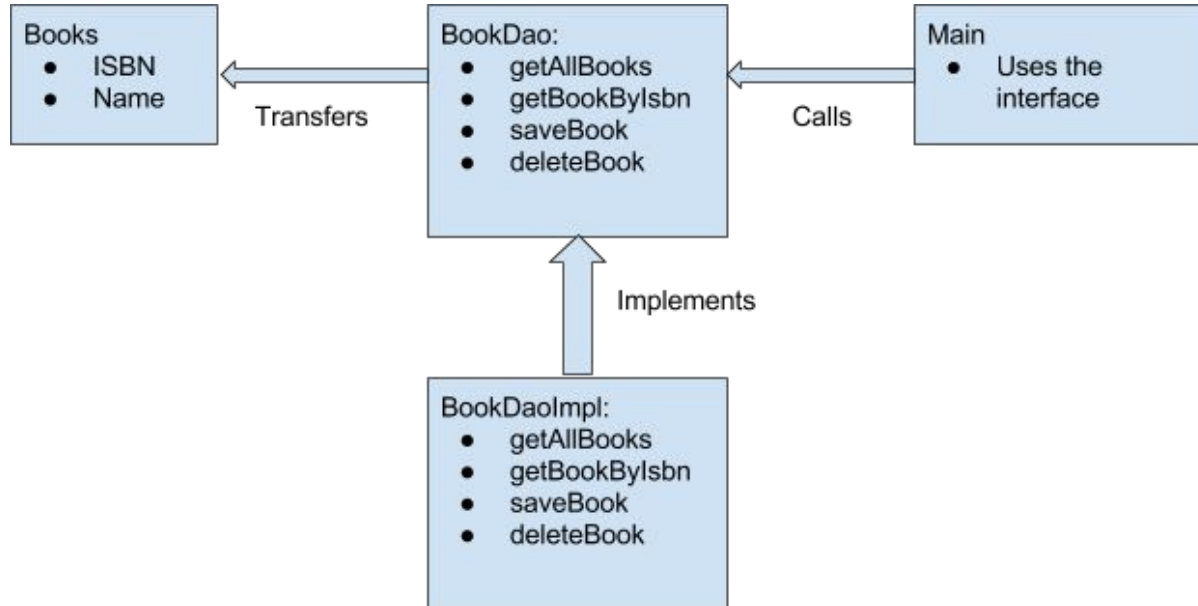 Books
● ISBN
● Name
Transfers
BookDao:
● getAllBooks
● getBookByIsbn
● saveBook
● deleteBook
Calls
Main
● Uses the
interface
Implements
BookDaoImpl:
● getAllBooks
● getBookByIsbn
● saveBook
● deleteBook